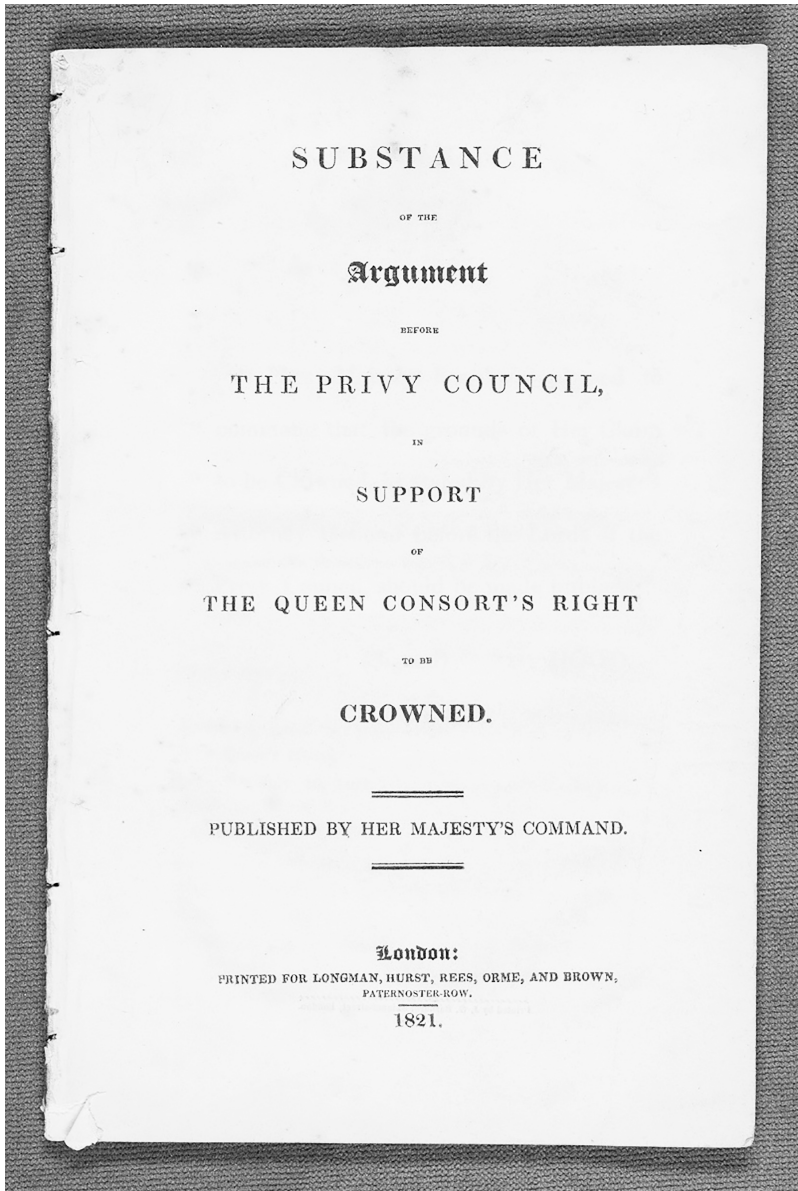 SUBSTANCE
OF THE
Argument
BEFORE
THE PRIVY COUNCIL,
IN
SUPPORT
OF
THE QUEEN CONSORT'S RIGHT
TO BE
CROWNED.
PUBLISHED BY HER MAJESTY'S COMMAND.
London:
PRINTED FOR LONGMAN, HURST, REES, ORME, AND BROWN,
PATERNOSTER-ROW.
1821.